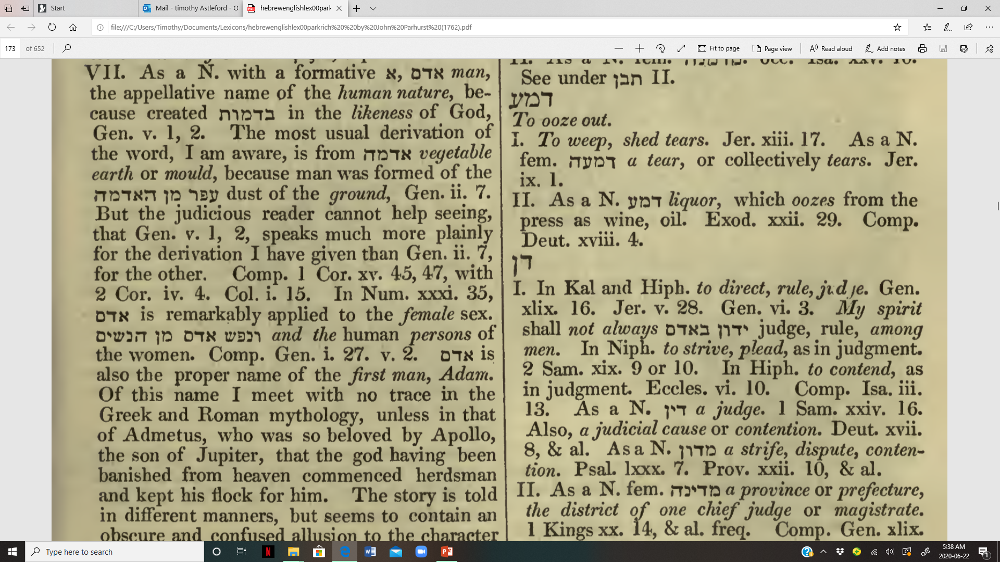 Start
Mail - timothy Astleford - O
hebrewenglishlex00park
file:///C:/Users/Timothy/Documents/Lexicons/hebrewenglishlex00parkrich%20%20by%20John%20Parhurst%20(1762).pdf
173 of 652
Fit to page
Page view
Read aloud
Add notes
VII. As a N. with a formative א, אדם man,
the appellative name of the human nature, be-
cause created בדמות in the likeness of God,
Gen. v. 1, 2. The most usual derivation of
the word, I am aware, is from אדמה vegetable
earth or mould, because man was formed of the
עפר מן האדמה dust of the ground, Gen. ii. 7.
But the judicious reader cannot help seeing,
that Gen. v. 1, 2, speaks much more plainly
for the derivation I have given than Gen. ii. 7,
for the other. Comp. 1 Cor. xv. 45, 47, with
2 Cor. iv. 4. Col. i. 15. In Num. xxxi. 35,
אדם is remarkably applied to the female sex.
ונפש אדם מן הנשים and the human persons of
the women. Comp. Gen. i. 27. v. 2. אדם is
also the proper name of the first man, Adam.
Of this name I meet with no trace in the
Greek and Roman mythology, unless in that
of Admetus, who was so beloved by Apollo,
the son of Jupiter, that the god having been
banished from heaven commenced herdsman
and kept his flock for him. The story is told
in different manners, but seems to contain an
obscure and confused allusion to the character
II. As a N. fem. מדמנה. occ. Isa. xxv. 10.
See under תבן II.
דמע
To ooze out.
I. To weep, shed tears. Jer. xiii. 17. As a N.
fem. דמעה a tear, or collectively tears. Jer.
ix. 1.
II. As a N. דמע liquor, which oozes from the
press as wine, oil. Exod. xxii. 29. Comp.
Deut. xviii. 4.
דן
I. In Kal and Hiph. to direct, rule, judge. Gen.
xlix. 16. Jer. v. 28. Gen. vi. 3. My spirit
shall not always ידון באדם judge, rule, among
men. In Niph. to strive, plead, as in judgment.
2 Sam. xix. 9 or 10. In Hiph. to contend, as
in judgment. Eccles. vi. 10. Comp. Isa. iii.
13. As a N. דין a judge. 1 Sam. xxiv. 16.
Also, a judicial cause or contention. Deut. xvii.
8, & al. As a N. מדון a strife, dispute, conten-
tion. Psal. lxxx. 7. Prov. xxii. 10, & al.
II. As a N. fem. מדינה a province or prefecture,
the district of one chief judge or magistrate.
1 Kings xx. 14, & al. freq. Comp. Gen. xlix.
Type here to search
5:38 AM
2020-06-22
1